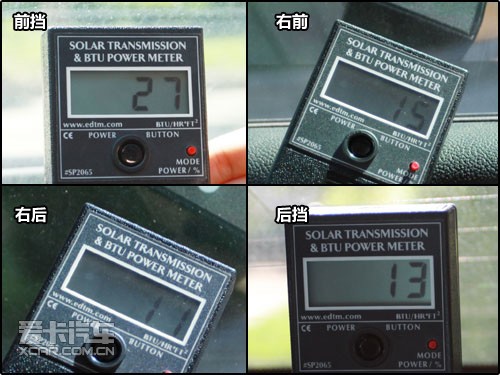 前挡
SOLAR TRANSMISSION
& BTU POWER METER
27
www.edtm.com BTU/HR*FT²
CE POWER BUTTON
MODE
#SP2065 POWER / %
右前
SOLAR TRANSMISSION
& BTU POWER METER
15
www.edtm.com BTU/HR*FT²
CE POWER BUTTON
MODE
#SP2065 POWER / %
右后
SOLAR TRANSMISSION
& BTU POWER METER
11
www.edtm.com BTU/HR*FT²
CE POWER BUTTON
爱卡汽车
XCAR.COM.CN
后挡
SOLAR TRANSMISSION
& BTU POWER METER
13
www.edtm.com BTU/HR*FT²
CE POWER BUTTON
MODE
#SP2065 POWER / %